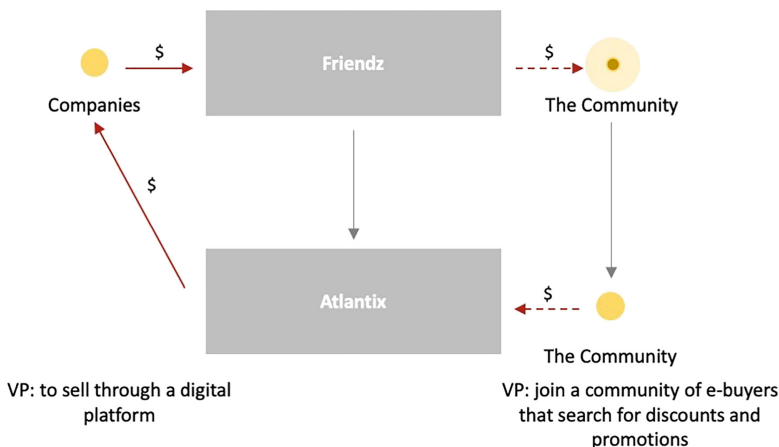 $
Friendz
$
Companies
The Community
$
Atlantix
$
The Community
VP: to sell through a digital
platform
VP: join a community of e-buyers
that search for discounts and
promotions